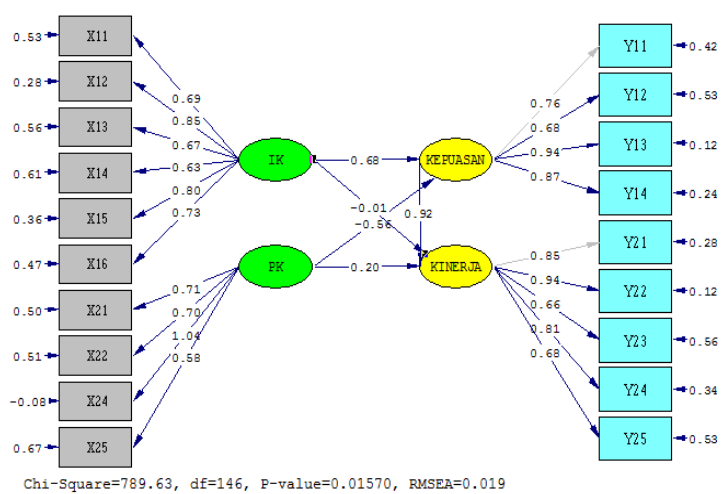 0.53 X11
0.28 X12
0.56 X13
0.61 X14
0.36 X15
0.47 X16
0.50 X21
0.51 X22
-0.08 X24
0.67 X25
0.69
0.85
0.67
0.63
0.80
0.73
0.71
0.70
1.04
0.58
IK
PK
0.68
-0.01
-0.56
0.92
0.20
KEPUASAN
KINERJA
0.76
0.68
0.94
0.87
0.85
0.94
0.66
0.81
0.68
Y11 0.42
Y12 0.53
Y13 0.12
Y14 0.24
Y21 0.28
Y22 0.12
Y23 0.56
Y24 0.34
Y25 0.53
Chi-Square=789.63, df=146, P-value=0.01570, RMSEA=0.019